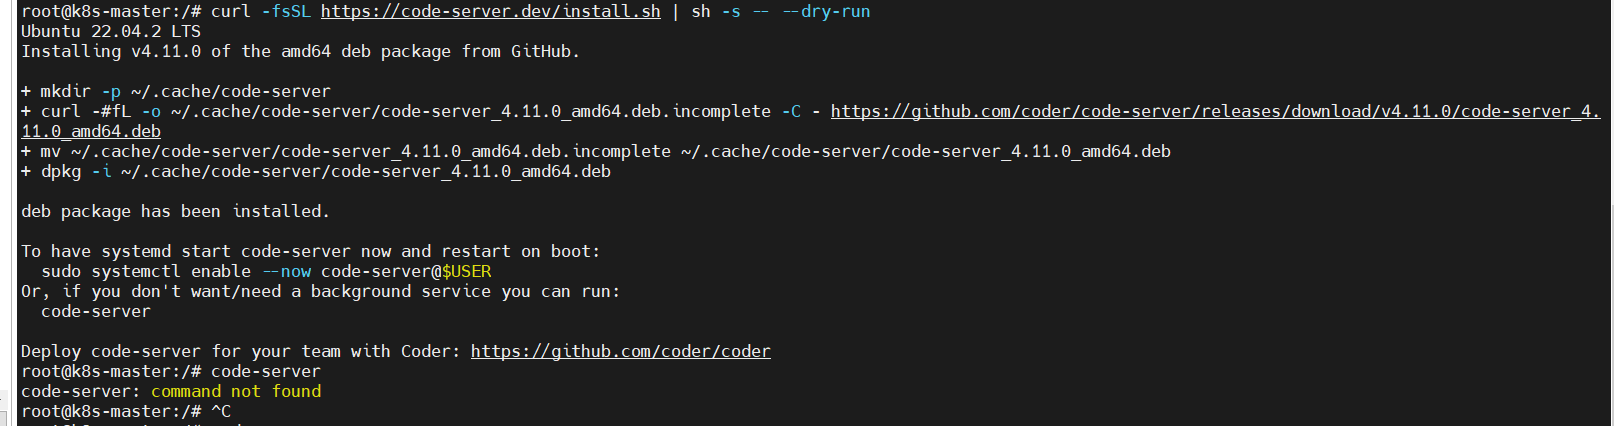 root@k8s-master:/# curl -fsSL https://code-server.dev/install.sh | sh -s -- --dry-run
Ubuntu 22.04.2 LTS
Installing v4.11.0 of the amd64 deb package from GitHub.
+ mkdir -p ~/.cache/code-server
+ curl -#fL -o ~/.cache/code-server/code-server_4.11.0_amd64.deb.incomplete -C - https://github.com/coder/code-server/releases/download/v4.11.0/code-server_4.
11.0_amd64.deb
+ mv ~/.cache/code-server/code-server_4.11.0_amd64.deb.incomplete ~/.cache/code-server/code-server_4.11.0_amd64.deb
+ dpkg -i ~/.cache/code-server/code-server_4.11.0_amd64.deb
deb package has been installed.
To have systemd start code-server now and restart on boot:
sudo systemctl enable --now code-server@$USER
Or, if you don't want/need a background service you can run:
code-server
Deploy code-server for your team with Coder: https://github.com/coder/coder
root@k8s-master:/# code-server
code-server: command not found
root@k8s-master:/# ^C